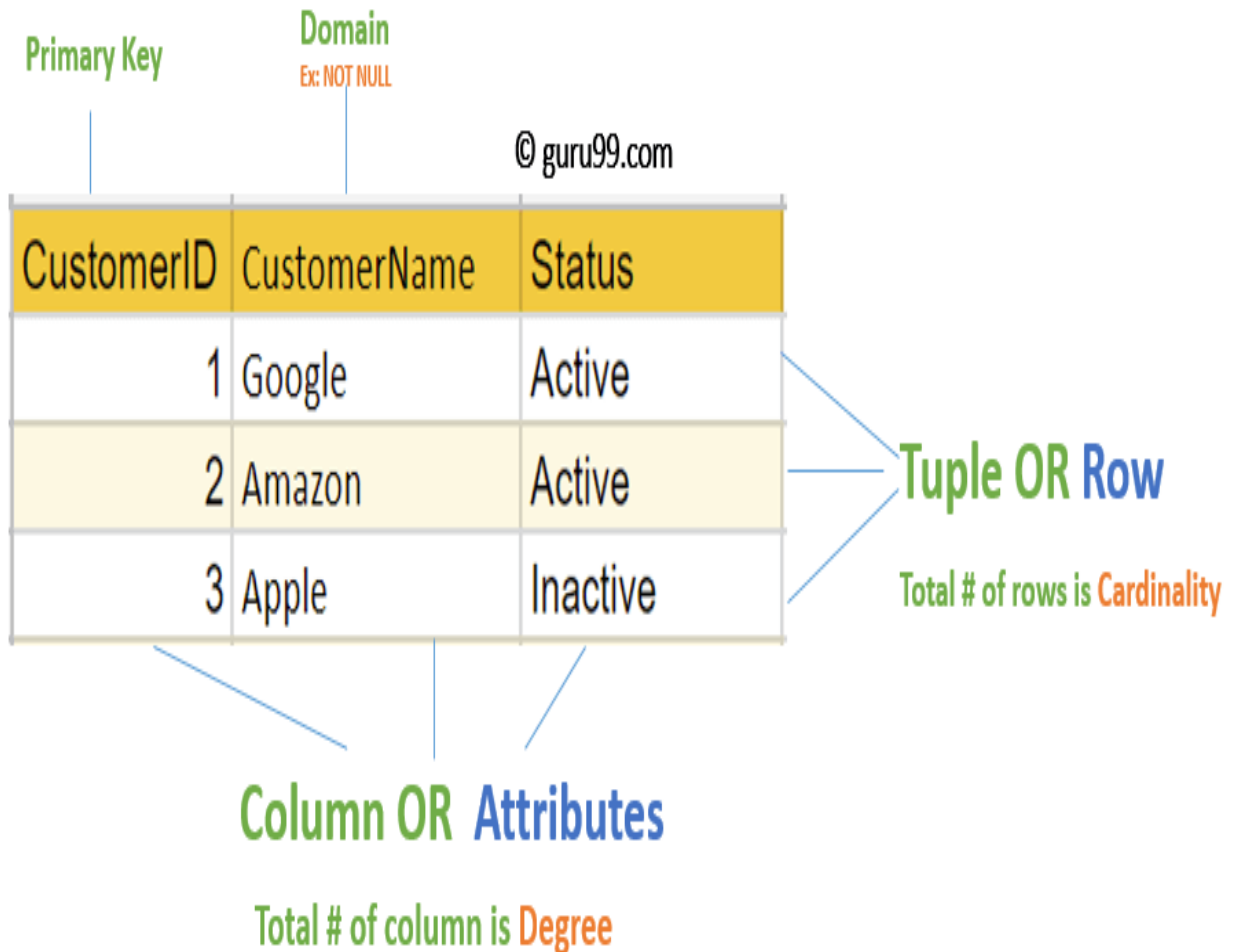 Primary Key
Domain
Ex: NOT NULL
© guru99.com
CustomerID CustomerName Status
1 Google Active
2 Amazon Active
3 Apple Inactive
Tuple OR Row
Total # of rows is Cardinality
Column OR Attributes
Total # of column is Degree